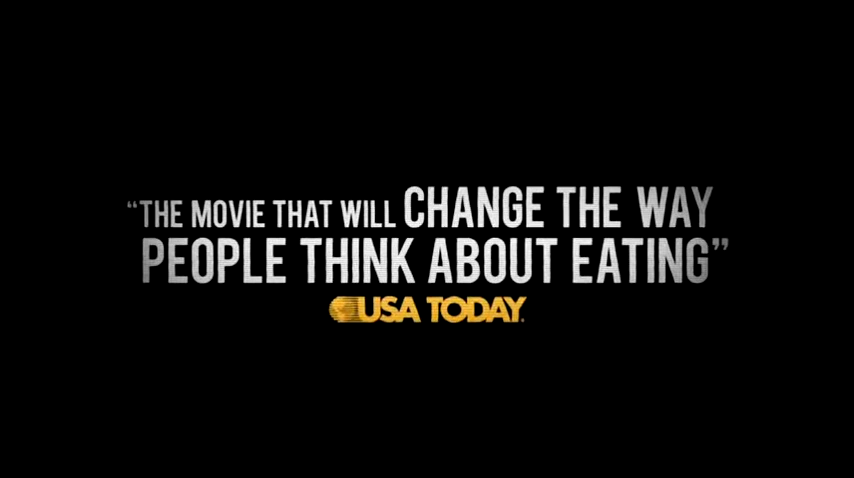 “THE MOVIE THAT WILL CHANGE THE WAY
PEOPLE THINK ABOUT EATING”
USA TODAY